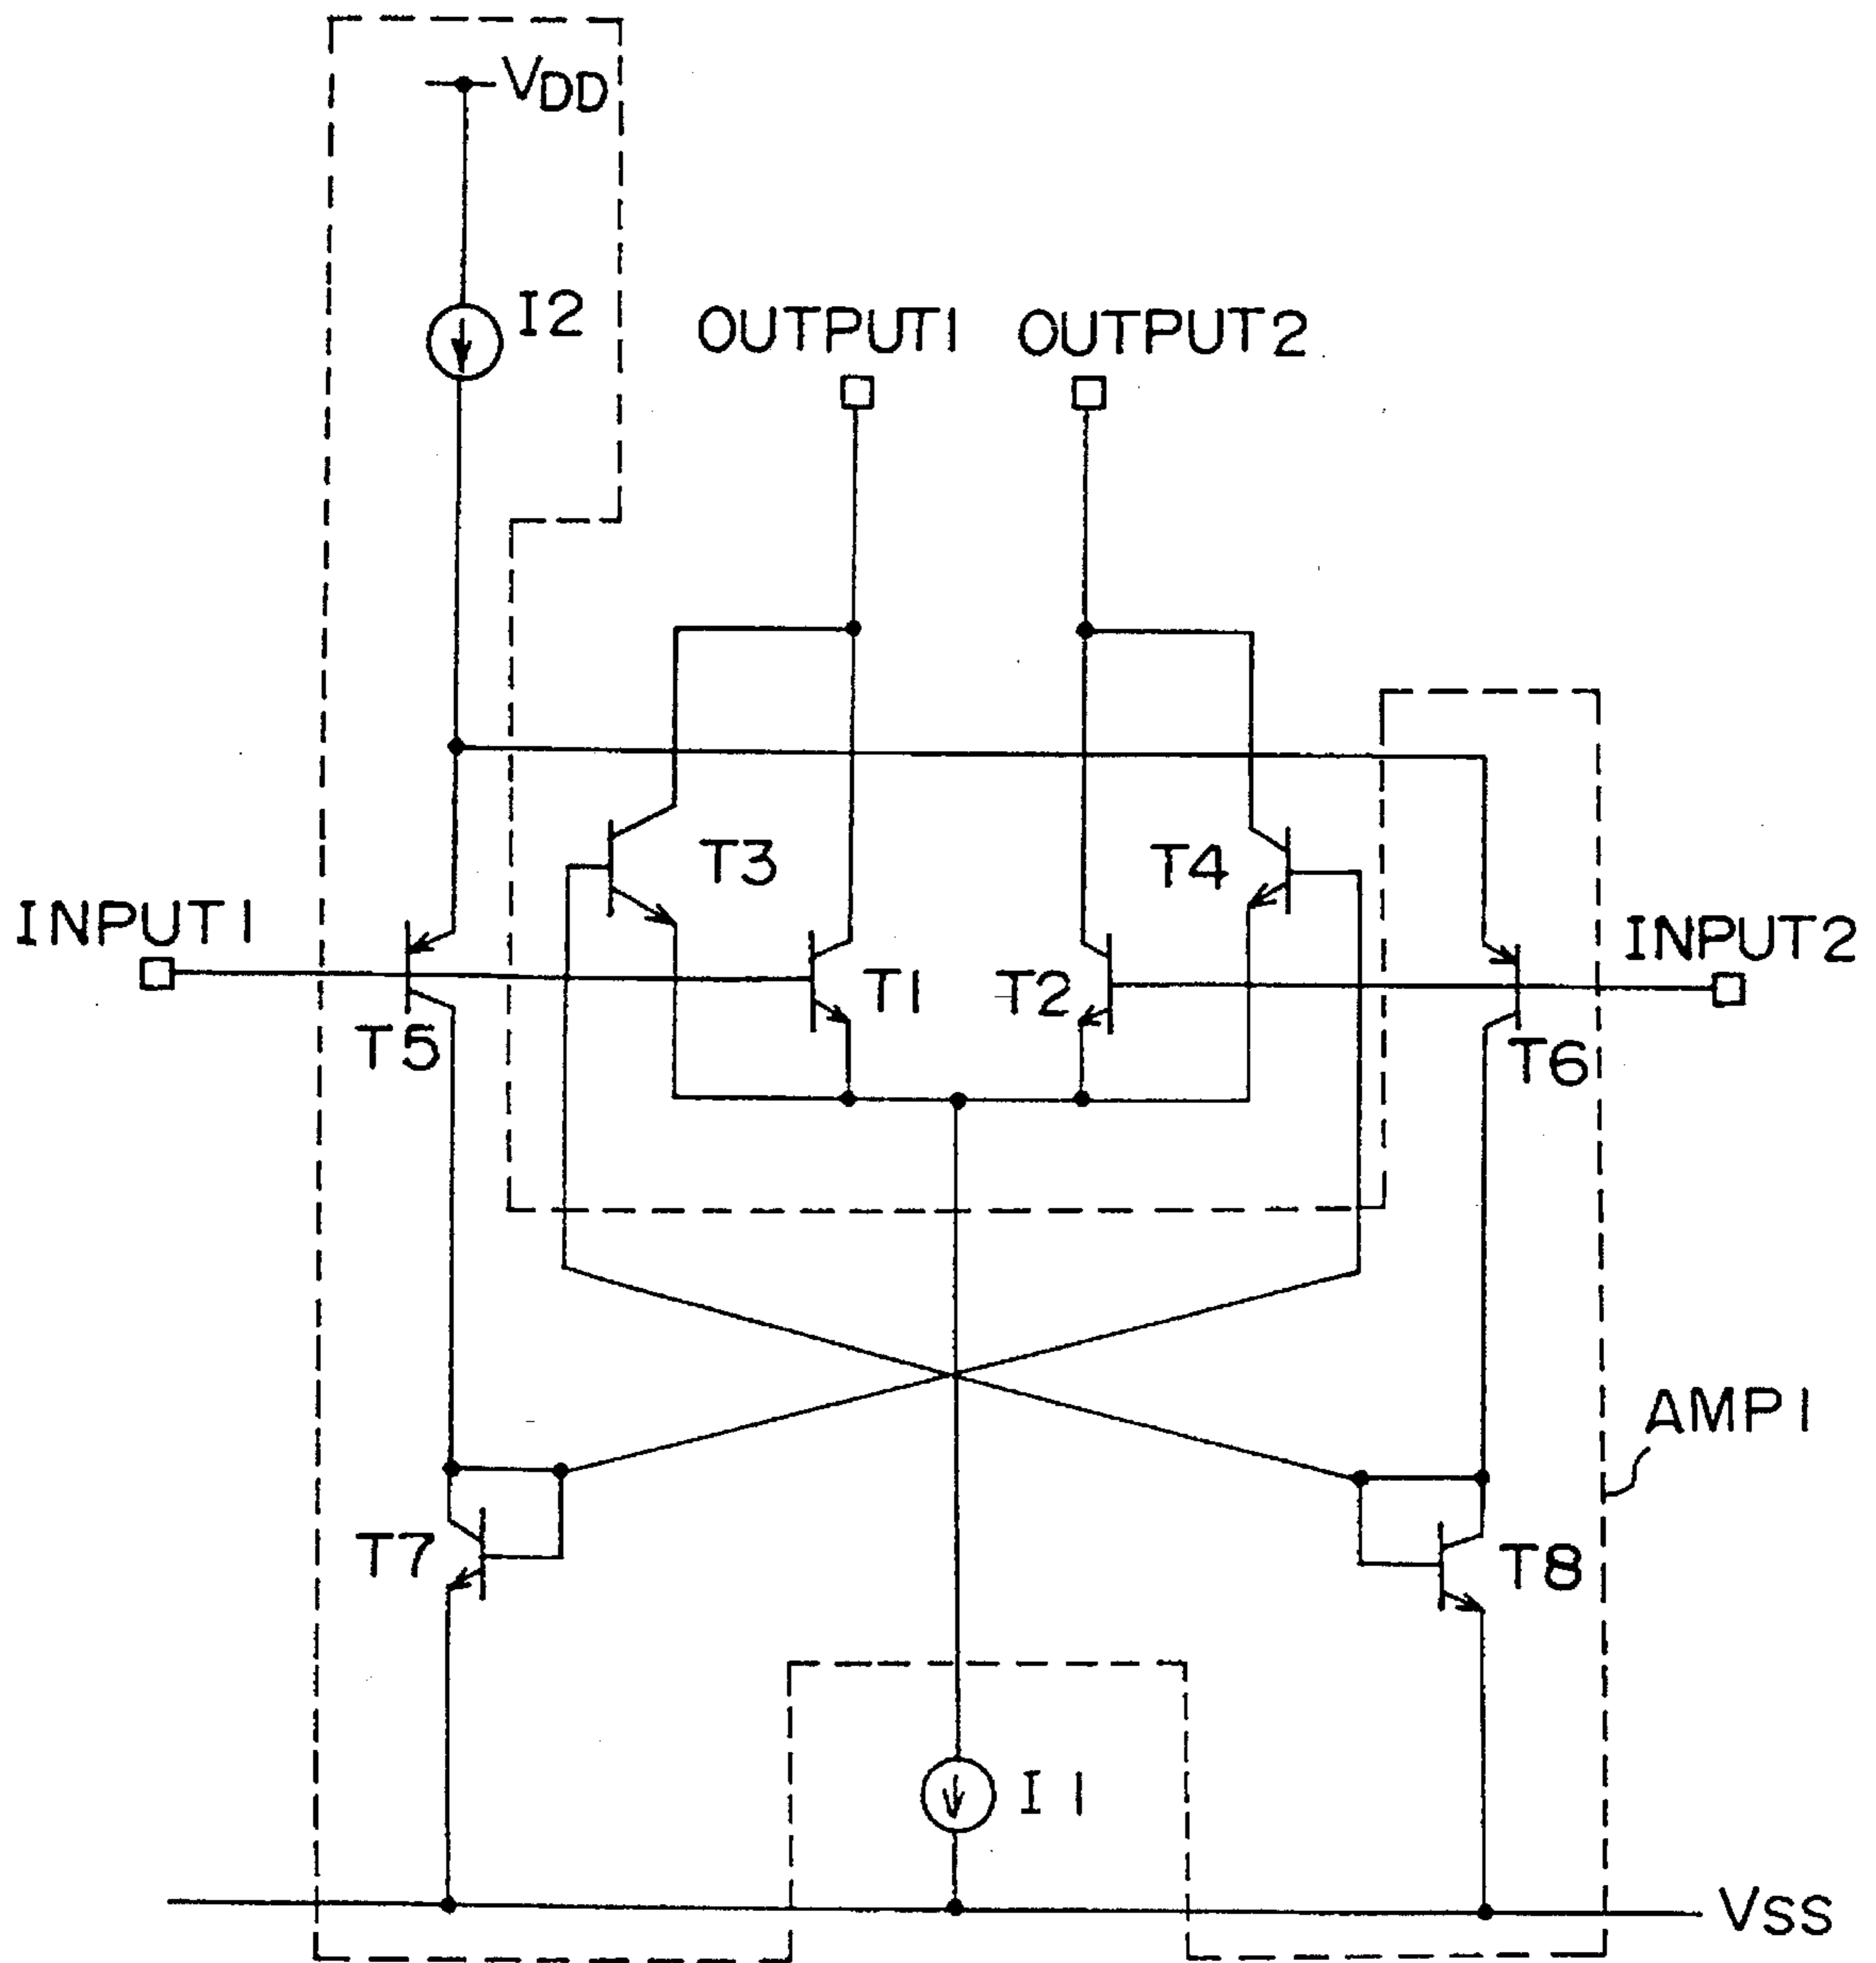 VDD
I2
OUTPUT1 OUTPUT2
T3
T4
INPUT1
INPUT2
T1
T2
T5
T6
AMP1
T7
T8
I1
VSS